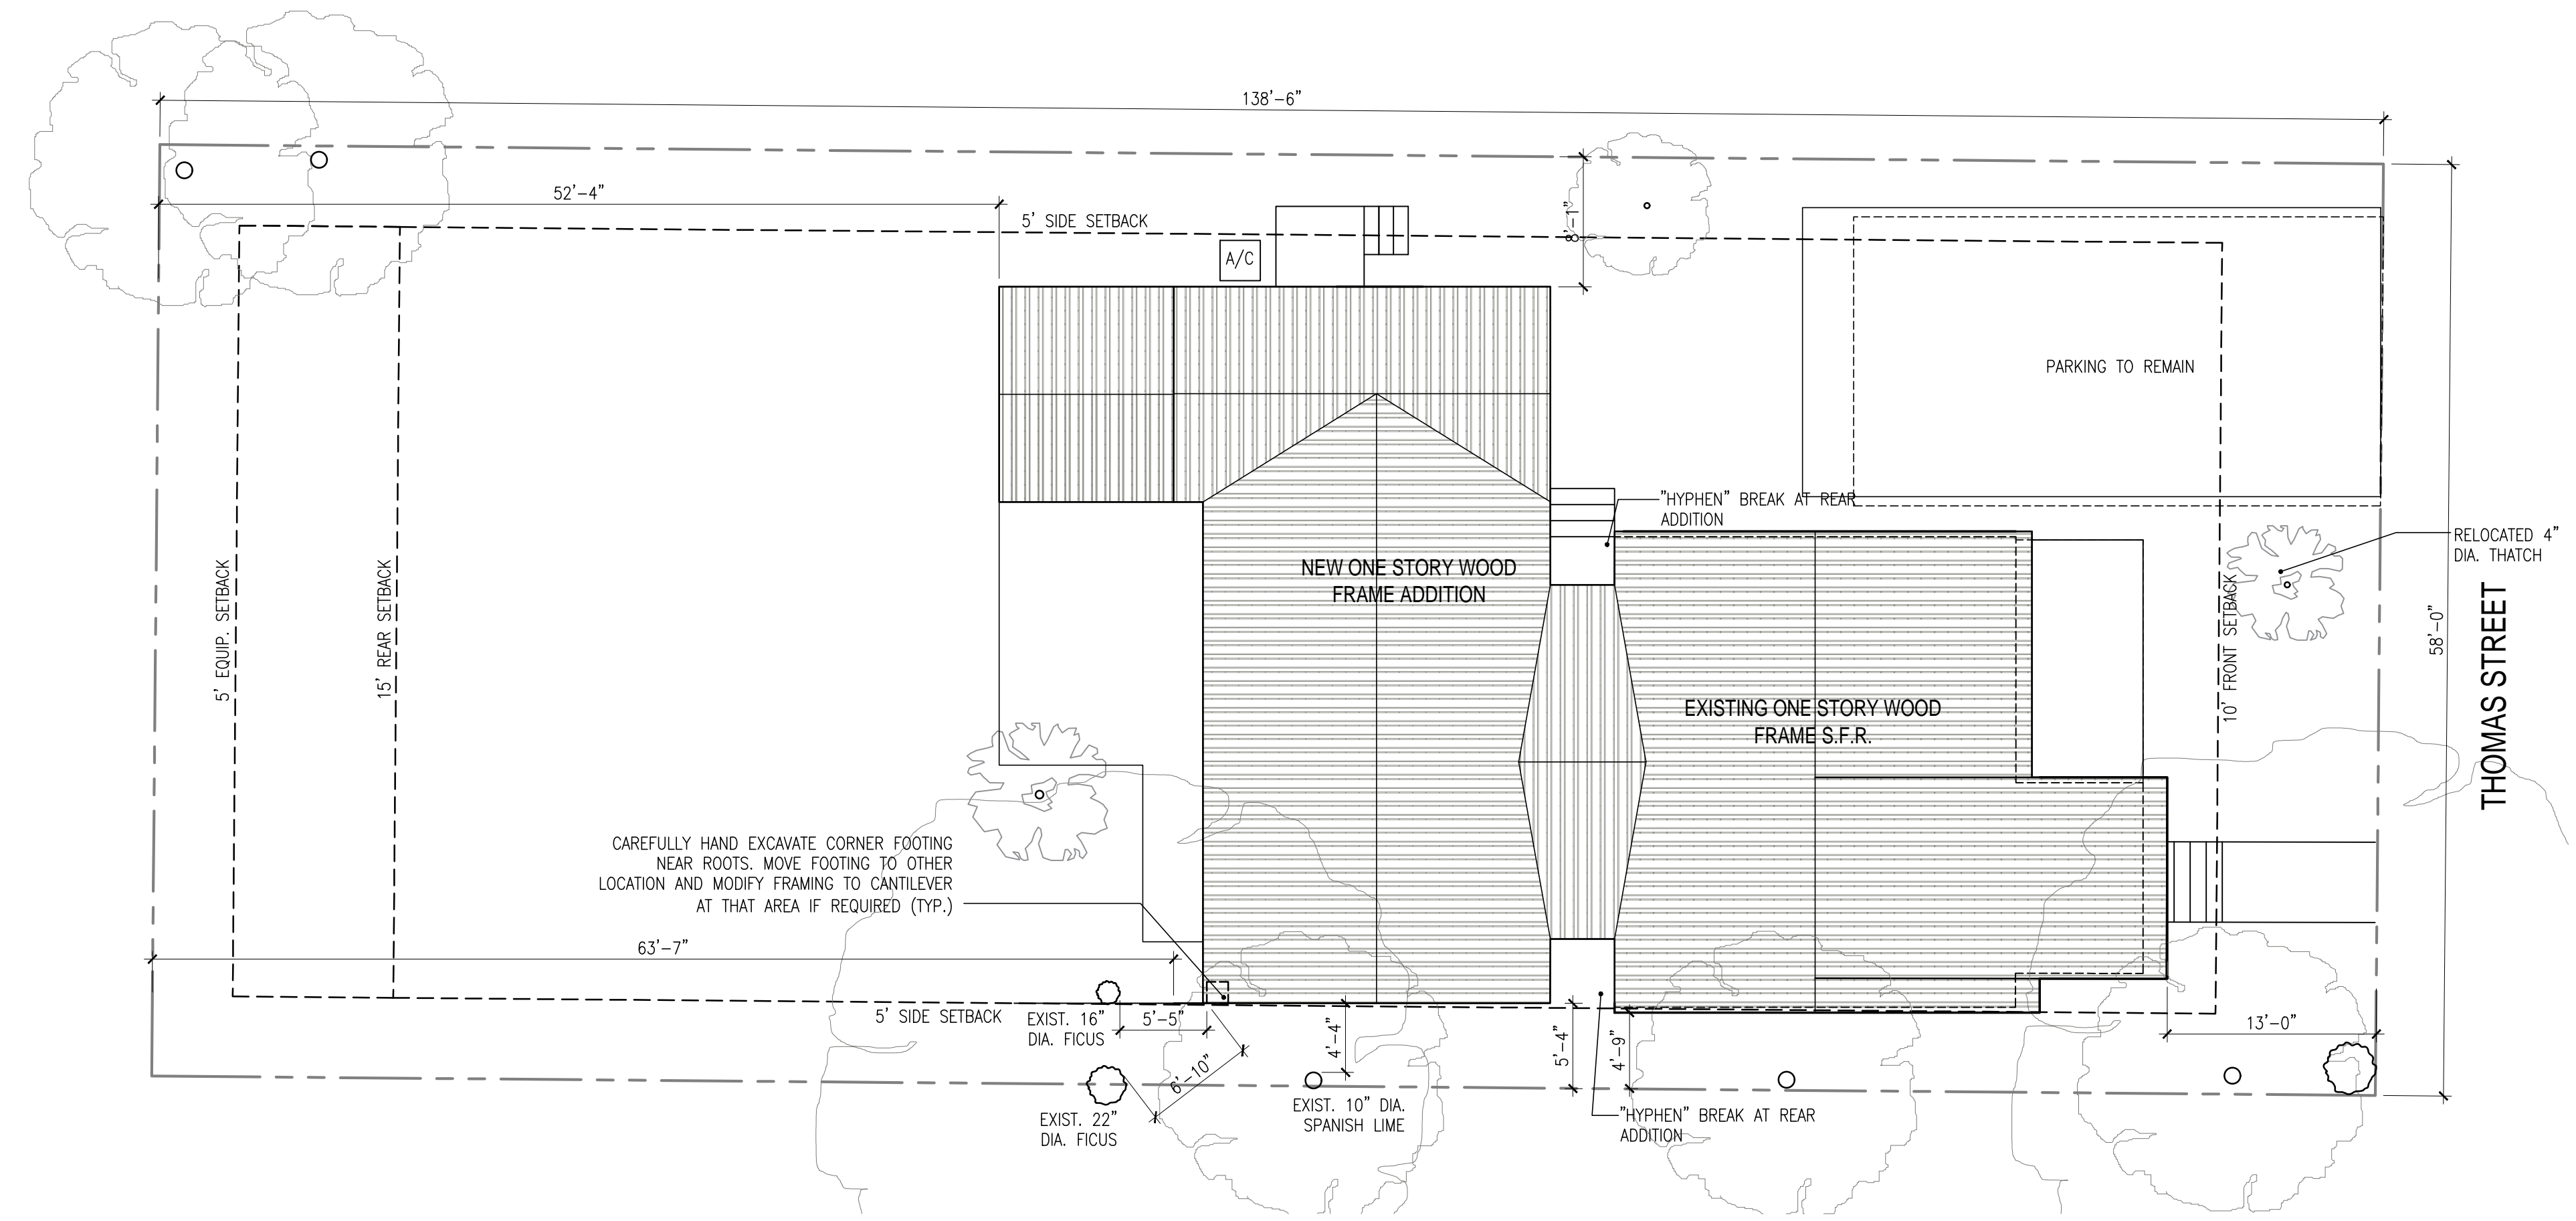 138'-6"
52'-4"
5' SIDE SETBACK
A/C
8'-1"
PARKING TO REMAIN
"HYPHEN" BREAK AT REAR
ADDITION
RELOCATED 4"
DIA. THATCH
NEW ONE STORY WOOD
FRAME ADDITION
5' EQUIP. SETBACK
15' REAR SETBACK
10' FRONT SETBACK
58'-0"
THOMAS STREET
EXISTING ONE STORY WOOD
FRAME S.F.R.
CAREFULLY HAND EXCAVATE CORNER FOOTING
NEAR ROOTS. MOVE FOOTING TO OTHER
LOCATION AND MODIFY FRAMING TO CANTILEVER
AT THAT AREA IF REQUIRED (TYP.)
63'-7"
5' SIDE SETBACK
EXIST. 16"
DIA. FICUS
5'-5"
4'-4"
5'-4"
4'-9"
13'-0"
6'-10"
EXIST. 22"
DIA. FICUS
EXIST. 10" DIA.
SPANISH LIME
"HYPHEN" BREAK AT REAR
ADDITION